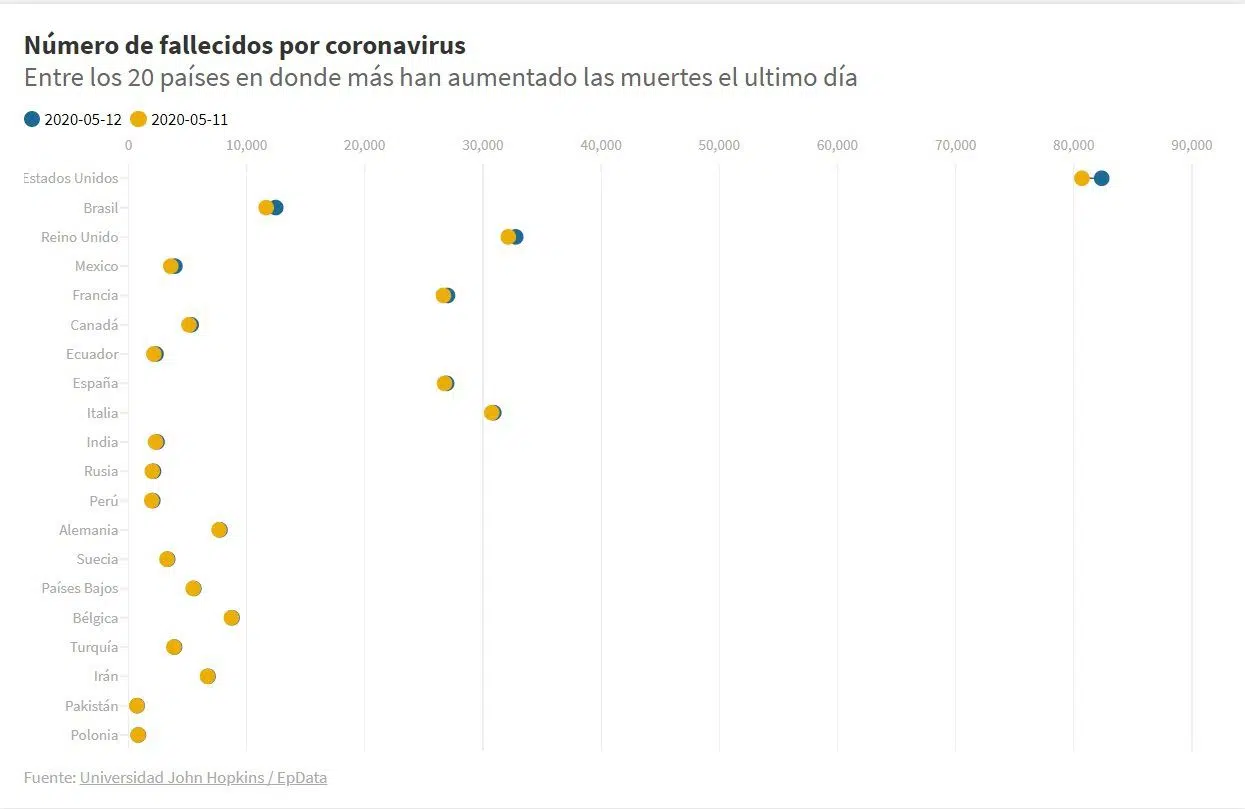 Número de fallecidos por coronavirus
Entre los 20 países en donde más han aumentado las muertes el ultimo día
2020-05-12 2020-05-11
0 10,000 20,000 30,000 40,000 50,000 60,000 70,000 80,000 90,000
Estados Unidos
Brasil
Reino Unido
Mexico
Francia
Canadá
Ecuador
España
Italia
India
Rusia
Perú
Alemania
Suecia
Países Bajos
Bélgica
Turquía
Irán
Pakistán
Polonia
Fuente: Universidad John Hopkins / EpData